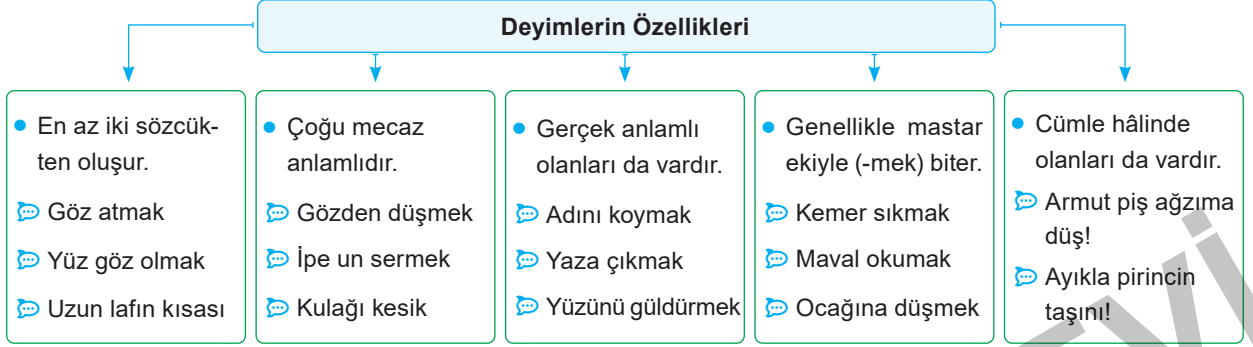 Deyimlerin Özellikleri
En az iki sözcük-
ten oluşur.
Göz atmak
Yüz göz olmak
Uzun lafın kısası
Çoğu mecaz
anlamlıdır.
Gözden düşmek
İpe un sermek
Kulağı kesik
Gerçek anlamlı
olanları da vardır.
Adını koymak
Yaza çıkmak
Yüzünü güldürmek
Genellikle mastar
ekiyle (-mek) biter.
Kemer sıkmak
Maval okumak
Ocağına düşmek
Cümle hâlinde
olanları da vardır.
Armut piş ağzıma
düş!
Ayıkla pirincin
taşını!